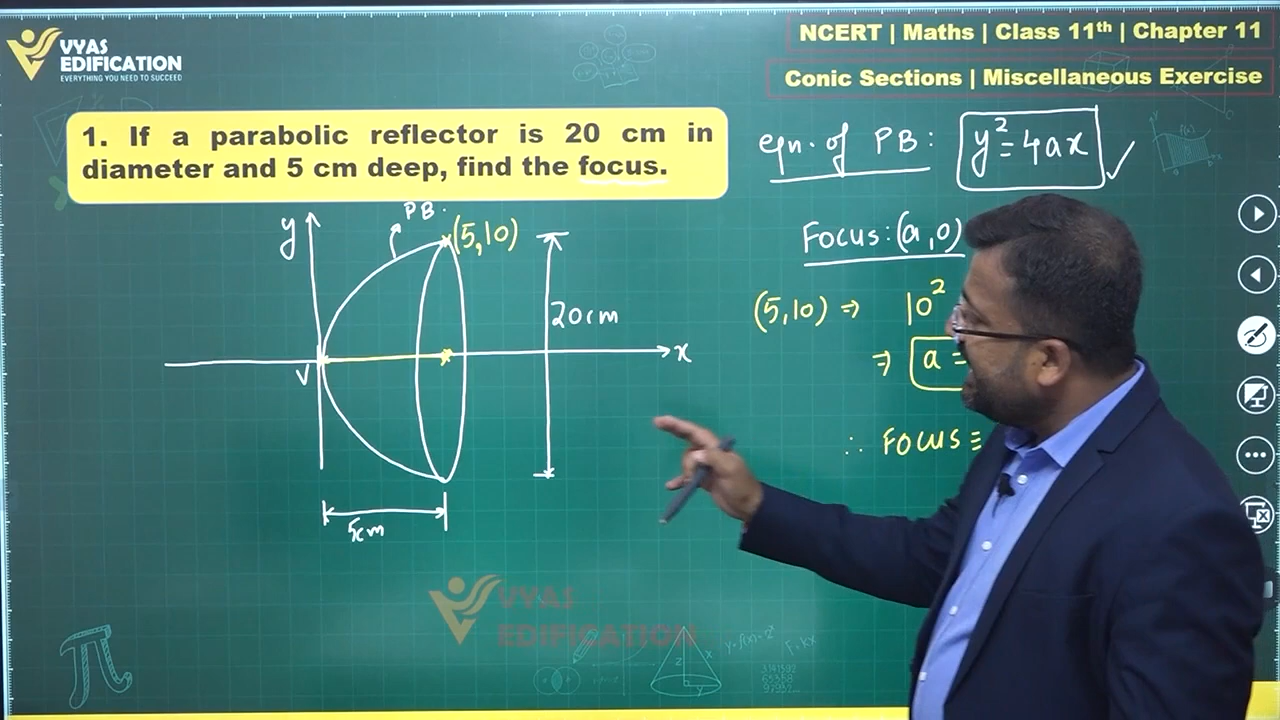 VYAS
EDIFICATION
EVERYTHING YOU NEED TO SUCCEED
NCERT | Maths | Class 11th | Chapter 11
Conic Sections | Miscellaneous Exercise
1. If a parabolic reflector is 20 cm in
diameter and 5 cm deep, find the focus.
eqn. of PB: y² = 4ax ✓
Focus: (a, 0)
(5, 10) ⇒ 10²
⇒ a =
∴ FOCUS ≡
PB.
y
(5, 10)
20cm
x
V
5cm
VYAS
EDIFICATION